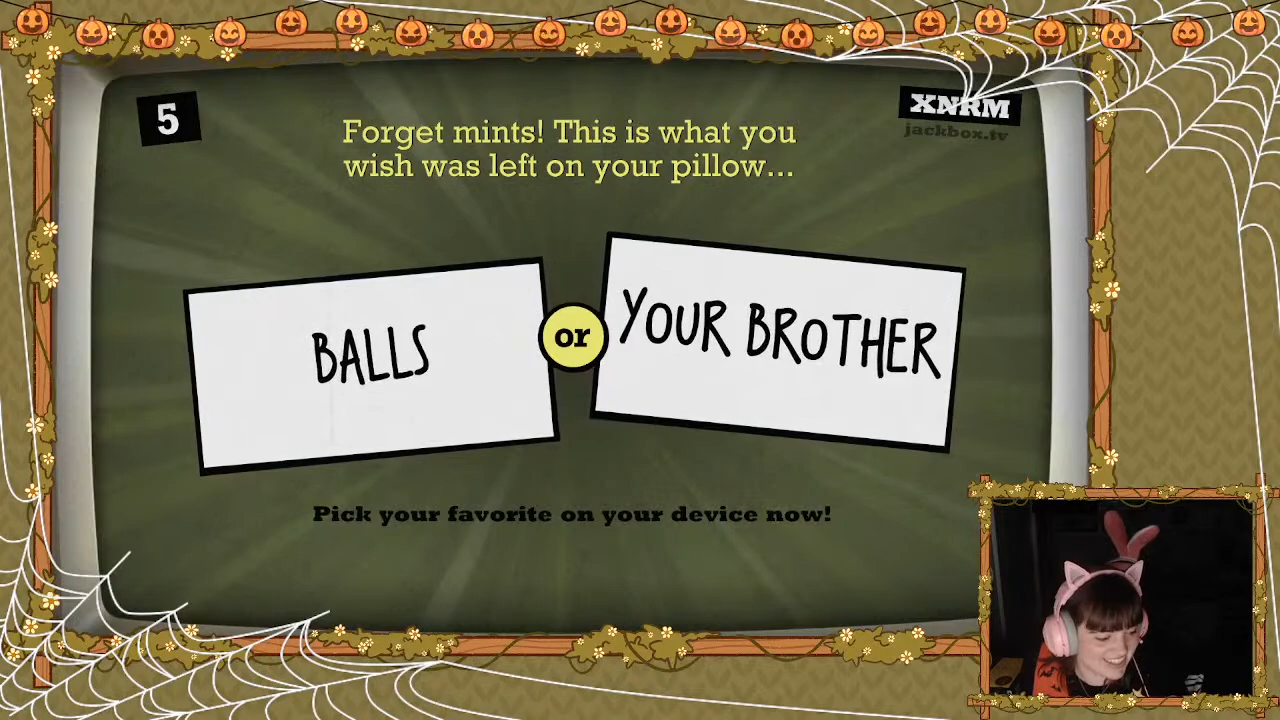 5
XNRM
jackbox.tv
Forget mints! This is what you
wish was left on your pillow...
BALLS
or
YOUR BROTHER
Pick your favorite on your device now!